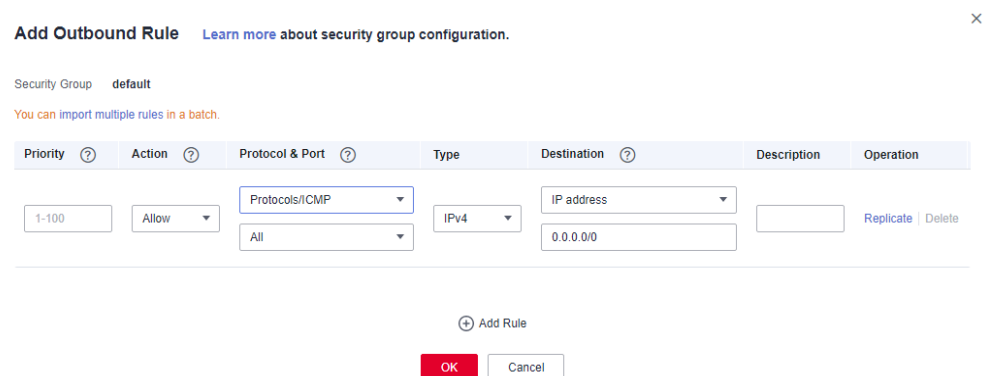 Add Outbound Rule Learn more about security group configuration.
Security Group default
You can import multiple rules in a batch.
Priority ? Action ? Protocol & Port ? Type Destination ? Description Operation
Protocols/ICMP IP address
1-100 Allow IPv4 Replicate Delete
All 0.0.0.0/0
Add Rule
OK Cancel